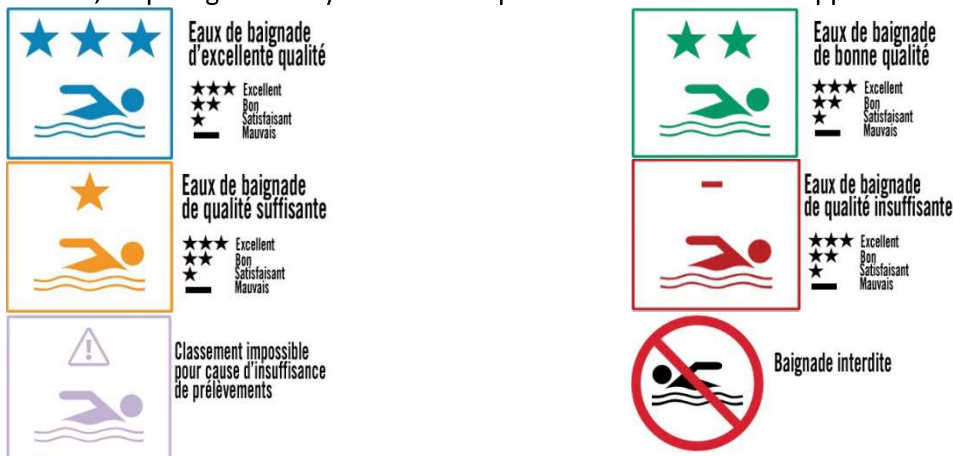 Eaux de baignade
d'excellente qualité
Excellent
Bon
Satisfaisant
Mauvais
Eaux de baignade
de bonne qualité
Excellent
Bon
Satisfaisant
Mauvais
Eaux de baignade
de qualité suffisante
Excellent
Bon
Satisfaisant
Mauvais
Eaux de baignade
de qualité insuffisante
Excellent
Bon
Satisfaisant
Mauvais
Classement impossible
pour cause d'insuffisance
de prélèvements
Baignade interdite